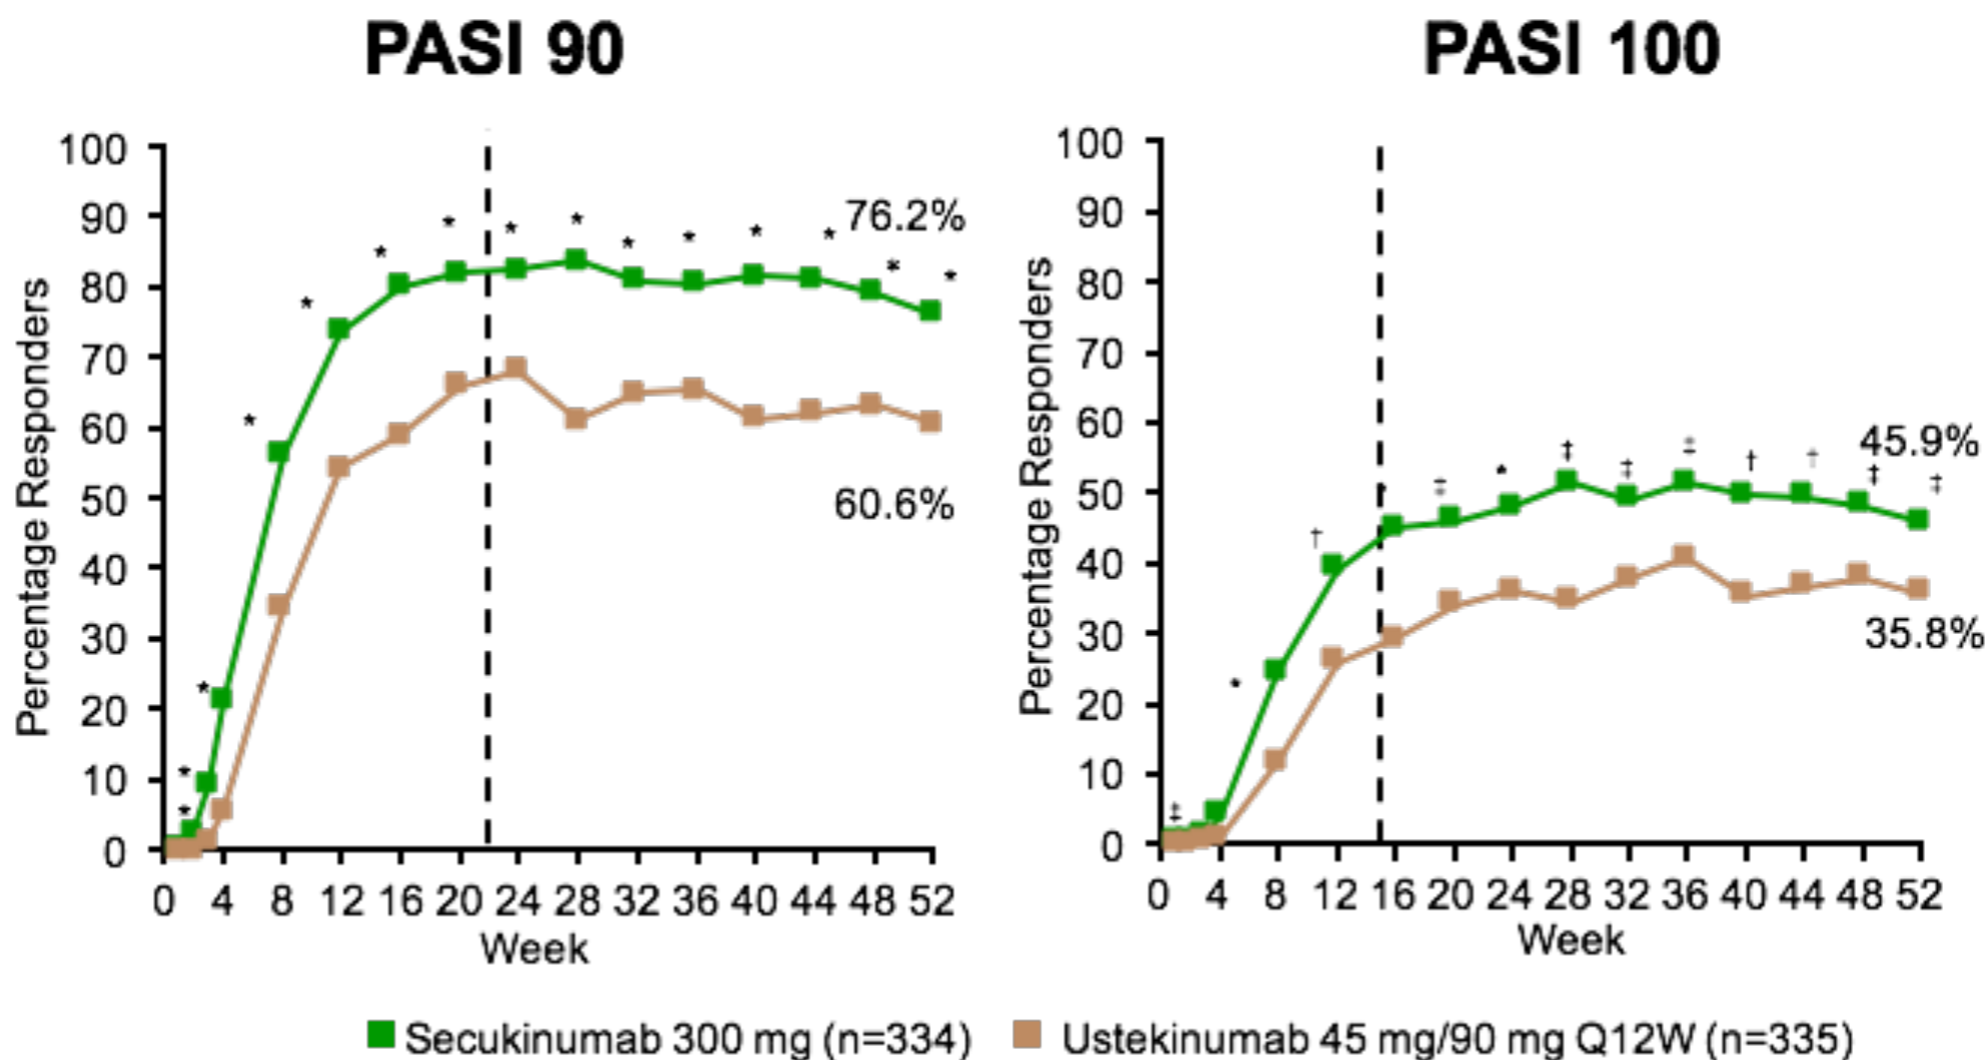 PASI 90
PASI 100
Percentage Responders
100
90
80
70
60
50
40
30
20
10
0
76.2%
60.6%
* * * * * * * * * * * * * *
0 4 8 12 16 20 24 28 32 36 40 44 48 52
Week
Percentage Responders
100
90
80
70
60
50
40
30
20
10
0
45.9%
35.8%
‡ * † ‡ * ‡ ‡ ‡ † † ‡ ‡
0 4 8 12 16 20 24 28 32 36 40 44 48 52
Week
Secukinumab 300 mg (n=334)
Ustekinumab 45 mg/90 mg Q12W (n=335)